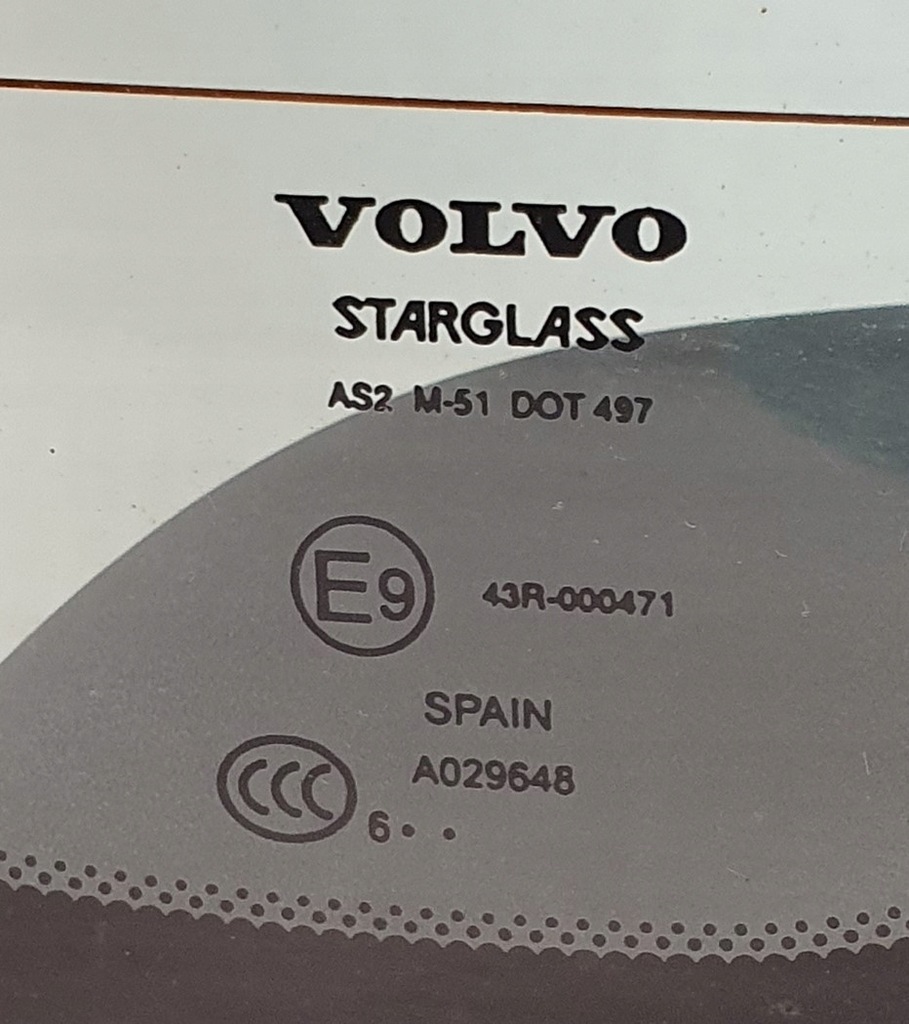 VOLVO
STARGLASS
AS2 M-51 DOT 497
E9 43R-000471
SPAIN
CCC A029648
6 • •